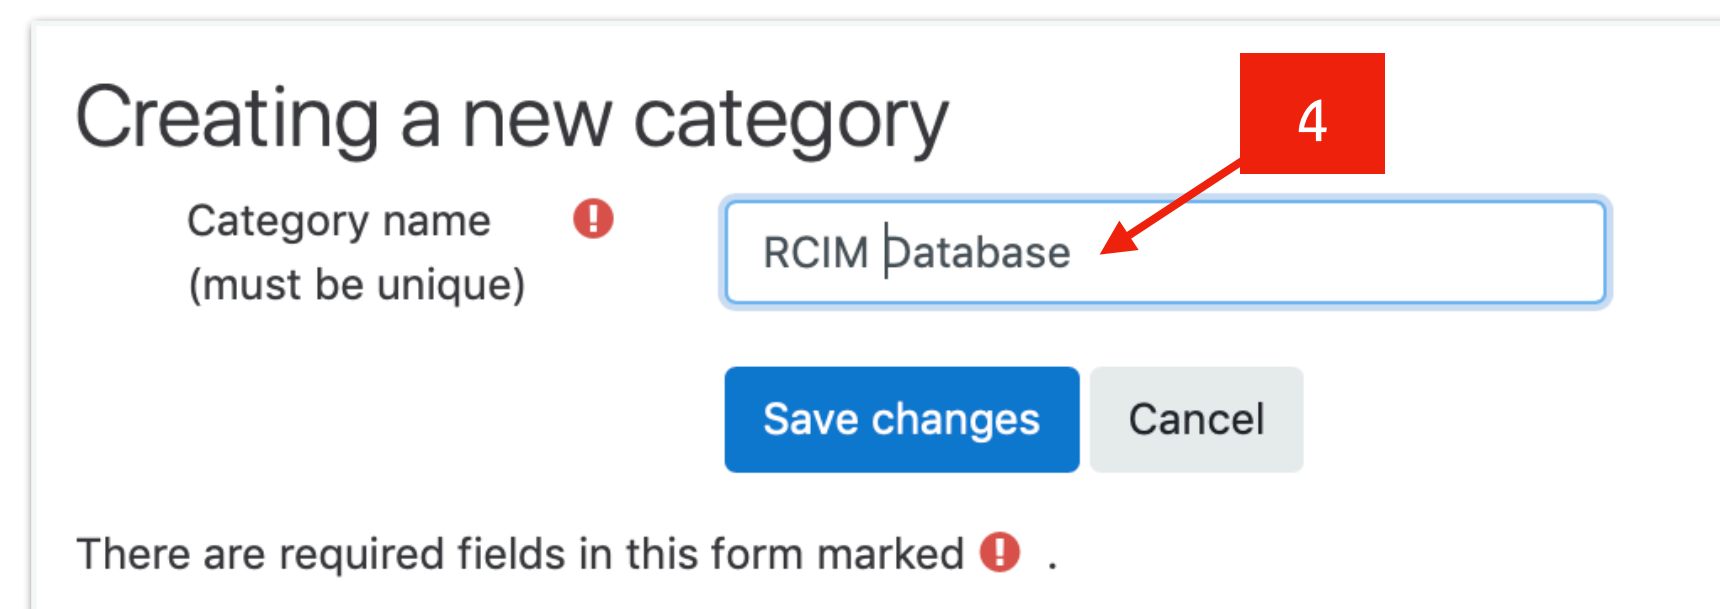 Creating a new category
4
Category name
(must be unique)
RCIM Database
Save changes
Cancel
There are required fields in this form marked .